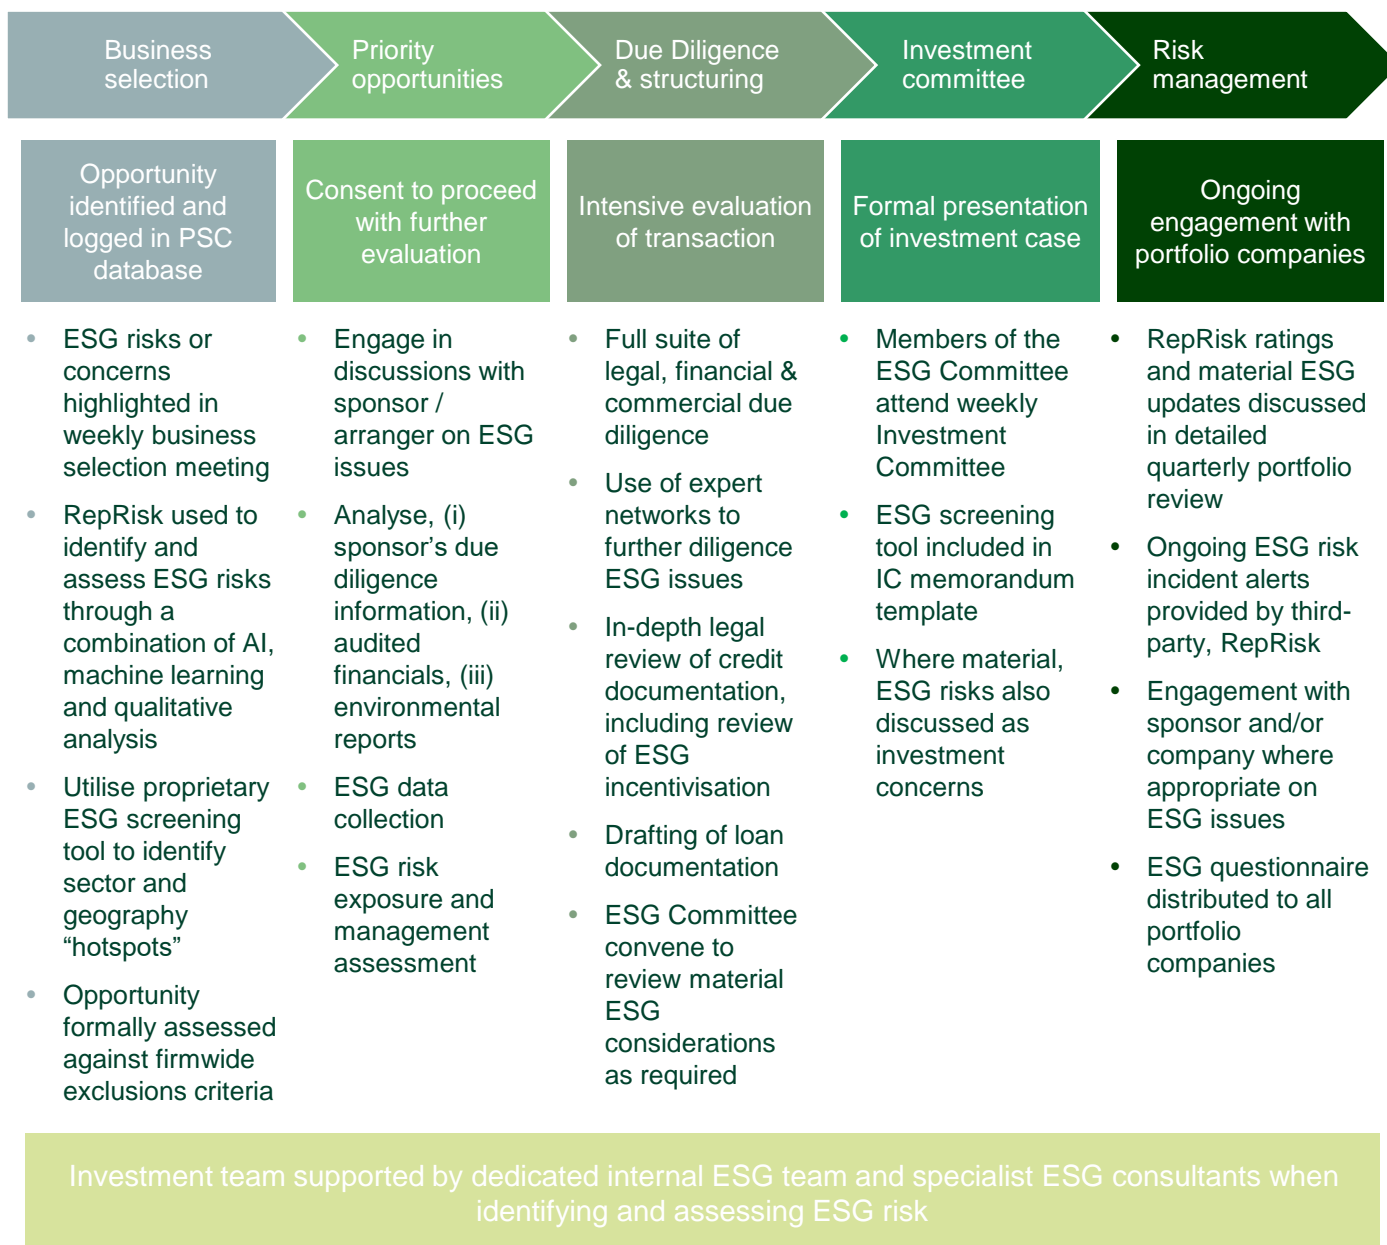 Business
selection
Priority
opportunities
Due Diligence
& structuring
Investment
committee
Risk
management
Opportunity
identified and
logged in PSC
database
Consent to proceed
with further
evaluation
Intensive evaluation
of transaction
Formal presentation
of investment case
Ongoing
engagement with
portfolio companies
• ESG risks or
concerns
highlighted in
weekly business
selection meeting
• RepRisk used to
identify and
assess ESG risks
through a
combination of AI,
machine learning
and qualitative
analysis
• Utilise proprietary
ESG screening
tool to identify
sector and
geography
“hotspots”
• Opportunity
formally assessed
against firmwide
exclusions criteria
• Engage in
discussions with
sponsor /
arranger on ESG
issues
• Analyse, (i)
sponsor’s due
diligence
information, (ii)
audited
financials, (iii)
environmental
reports
• ESG data
collection
• ESG risk
exposure and
management
assessment
• Full suite of
legal, financial &
commercial due
diligence
• Use of expert
networks to
further diligence
ESG issues
• In-depth legal
review of credit
documentation,
including review
of ESG
incentivisation
• Drafting of loan
documentation
• ESG Committee
convene to
review material
ESG
considerations
as required
• Members of the
ESG Committee
attend weekly
Investment
Committee
• ESG screening
tool included in
IC memorandum
template
• Where material,
ESG risks also
discussed as
investment
concerns
• RepRisk ratings
and material ESG
updates discussed
in detailed
quarterly portfolio
review
• Ongoing ESG risk
incident alerts
provided by third-
party, RepRisk
• Engagement with
sponsor and/or
company where
appropriate on
ESG issues
• ESG questionnaire
distributed to all
portfolio
companies
Investment team supported by dedicated internal ESG team and specialist ESG consultants when
identifying and assessing ESG risk